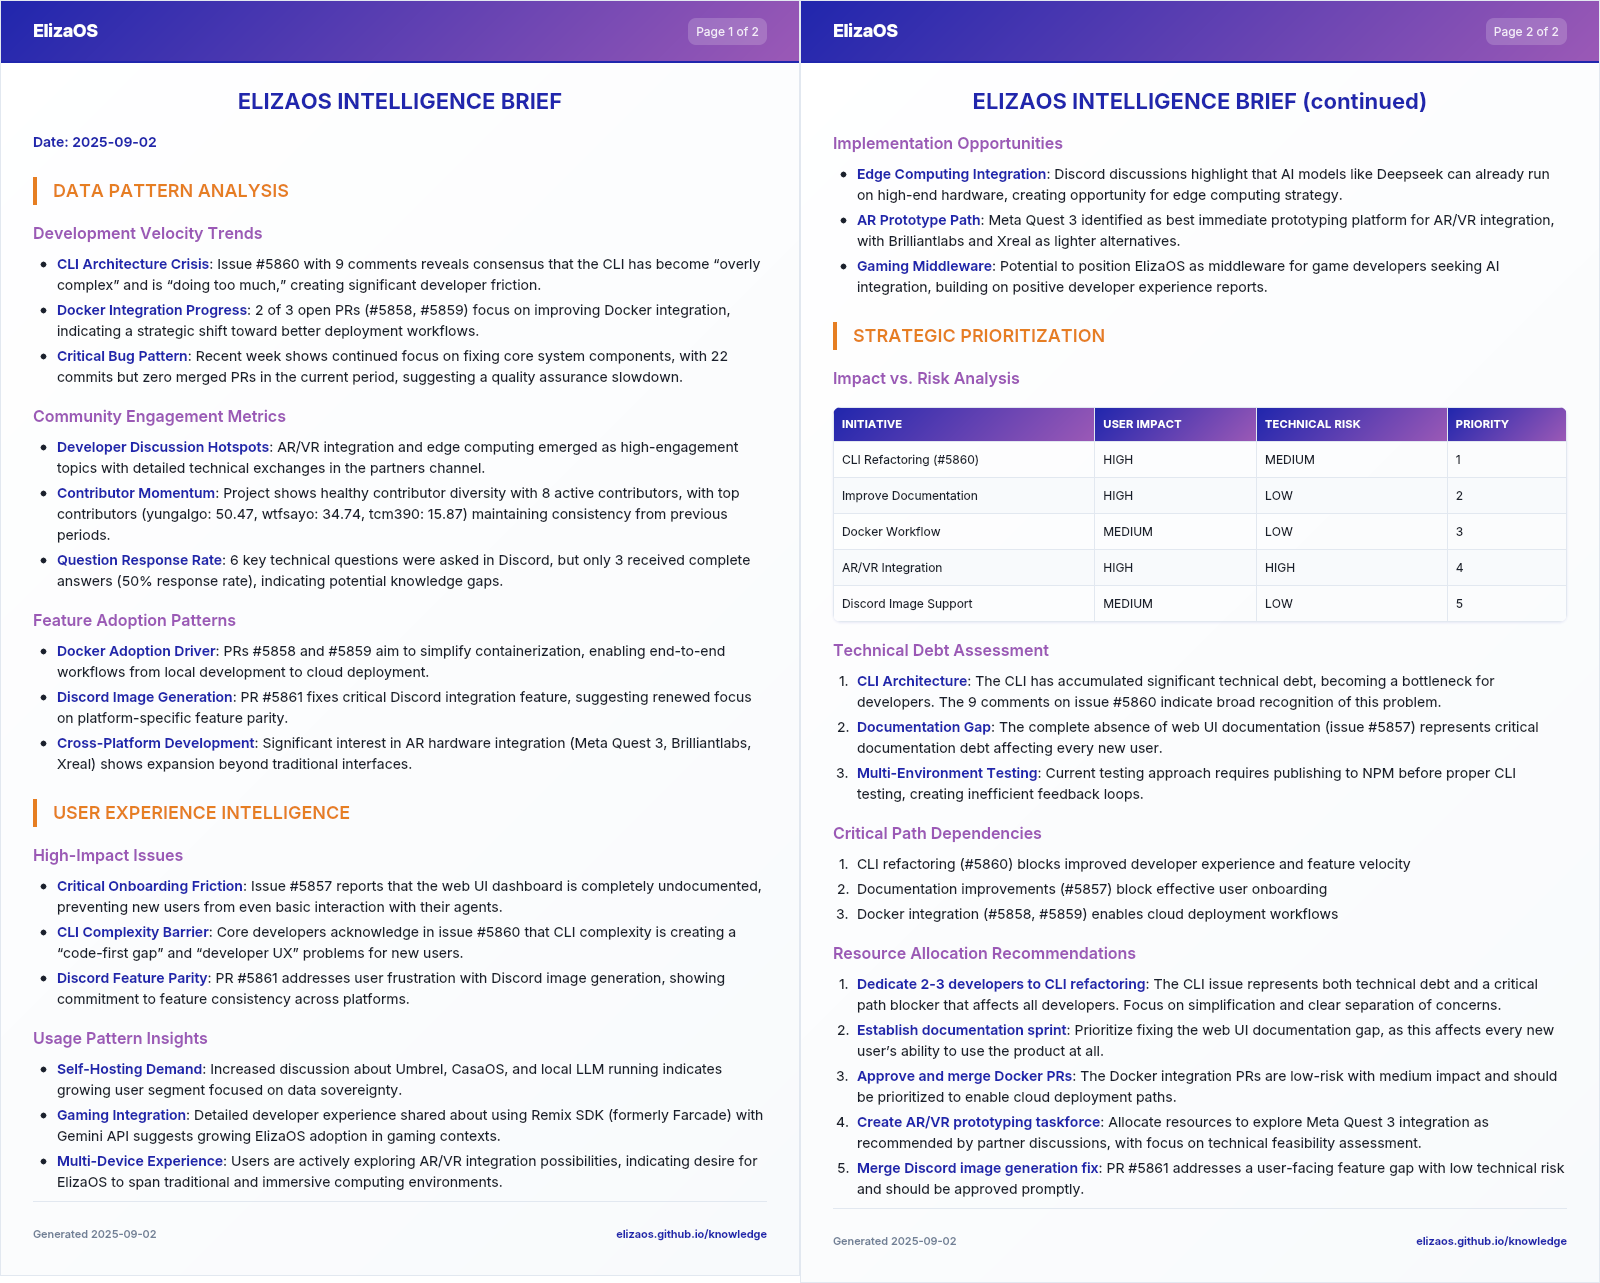 ElizaOS
Page 1 of 2
ELIZAOS INTELLIGENCE BRIEF
Date: 2025-09-02
DATA PATTERN ANALYSIS
Development Velocity Trends
• CLI Architecture Crisis: Issue #5860 with 9 comments reveals consensus that the CLI has become “overly
complex” and is “doing too much,” creating significant developer friction.
• Docker Integration Progress: 2 of 3 open PRs (#5858, #5859) focus on improving Docker integration,
indicating a strategic shift toward better deployment workflows.
• Critical Bug Pattern: Recent week shows continued focus on fixing core system components, with 22
commits but zero merged PRs in the current period, suggesting a quality assurance slowdown.
Community Engagement Metrics
• Developer Discussion Hotspots: AR/VR integration and edge computing emerged as high-engagement
topics with detailed technical exchanges in the partners channel.
• Contributor Momentum: Project shows healthy contributor diversity with 8 active contributors, with top
contributors (yungalgo: 50.47, wtfsayo: 34.74, tcm390: 15.87) maintaining consistency from previous
periods.
• Question Response Rate: 6 key technical questions were asked in Discord, but only 3 received complete
answers (50% response rate), indicating potential knowledge gaps.
Feature Adoption Patterns
• Docker Adoption Driver: PRs #5858 and #5859 aim to simplify containerization, enabling end-to-end
workflows from local development to cloud deployment.
• Discord Image Generation: PR #5861 fixes critical Discord integration feature, suggesting renewed focus
on platform-specific feature parity.
• Cross-Platform Development: Significant interest in AR hardware integration (Meta Quest 3, Brilliantlabs,
Xreal) shows expansion beyond traditional interfaces.
USER EXPERIENCE INTELLIGENCE
High-Impact Issues
• Critical Onboarding Friction: Issue #5857 reports that the web UI dashboard is completely undocumented,
preventing new users from even basic interaction with their agents.
• CLI Complexity Barrier: Core developers acknowledge in issue #5860 that CLI complexity is creating a
“code-first gap” and “developer UX” problems for new users.
• Discord Feature Parity: PR #5861 addresses user frustration with Discord image generation, showing
commitment to feature consistency across platforms.
Usage Pattern Insights
• Self-Hosting Demand: Increased discussion about Umbrel, CasaOS, and local LLM running indicates
growing user segment focused on data sovereignty.
• Gaming Integration: Detailed developer experience shared about using Remix SDK (formerly Farcade) with
Gemini API suggests growing ElizaOS adoption in gaming contexts.
• Multi-Device Experience: Users are actively exploring AR/VR integration possibilities, indicating desire for
ElizaOS to span traditional and immersive computing environments.
Generated 2025-09-02
elizaos.github.io/knowledge
ElizaOS
Page 2 of 2
ELIZAOS INTELLIGENCE BRIEF (continued)
Implementation Opportunities
• Edge Computing Integration: Discord discussions highlight that AI models like Deepseek can already run
on high-end hardware, creating opportunity for edge computing strategy.
• AR Prototype Path: Meta Quest 3 identified as best immediate prototyping platform for AR/VR integration,
with Brilliantlabs and Xreal as lighter alternatives.
• Gaming Middleware: Potential to position ElizaOS as middleware for game developers seeking AI
integration, building on positive developer experience reports.
STRATEGIC PRIORITIZATION
Impact vs. Risk Analysis
INITIATIVE USER IMPACT TECHNICAL RISK PRIORITY
CLI Refactoring (#5860) HIGH MEDIUM 1
Improve Documentation HIGH LOW 2
Docker Workflow MEDIUM LOW 3
AR/VR Integration HIGH HIGH 4
Discord Image Support MEDIUM LOW 5
Technical Debt Assessment
1. CLI Architecture: The CLI has accumulated significant technical debt, becoming a bottleneck for
developers. The 9 comments on issue #5860 indicate broad recognition of this problem.
2. Documentation Gap: The complete absence of web UI documentation (issue #5857) represents critical
documentation debt affecting every new user.
3. Multi-Environment Testing: Current testing approach requires publishing to NPM before proper CLI
testing, creating inefficient feedback loops.
Critical Path Dependencies
1. CLI refactoring (#5860) blocks improved developer experience and feature velocity
2. Documentation improvements (#5857) block effective user onboarding
3. Docker integration (#5858, #5859) enables cloud deployment workflows
Resource Allocation Recommendations
1. Dedicate 2-3 developers to CLI refactoring: The CLI issue represents both technical debt and a critical
path blocker that affects all developers. Focus on simplification and clear separation of concerns.
2. Establish documentation sprint: Prioritize fixing the web UI documentation gap, as this affects every new
user’s ability to use the product at all.
3. Approve and merge Docker PRs: The Docker integration PRs are low-risk with medium impact and should
be prioritized to enable cloud deployment paths.
4. Create AR/VR prototyping taskforce: Allocate resources to explore Meta Quest 3 integration as
recommended by partner discussions, with focus on technical feasibility assessment.
5. Merge Discord image generation fix: PR #5861 addresses a user-facing feature gap with low technical risk
and should be approved promptly.
Generated 2025-09-02
elizaos.github.io/knowledge